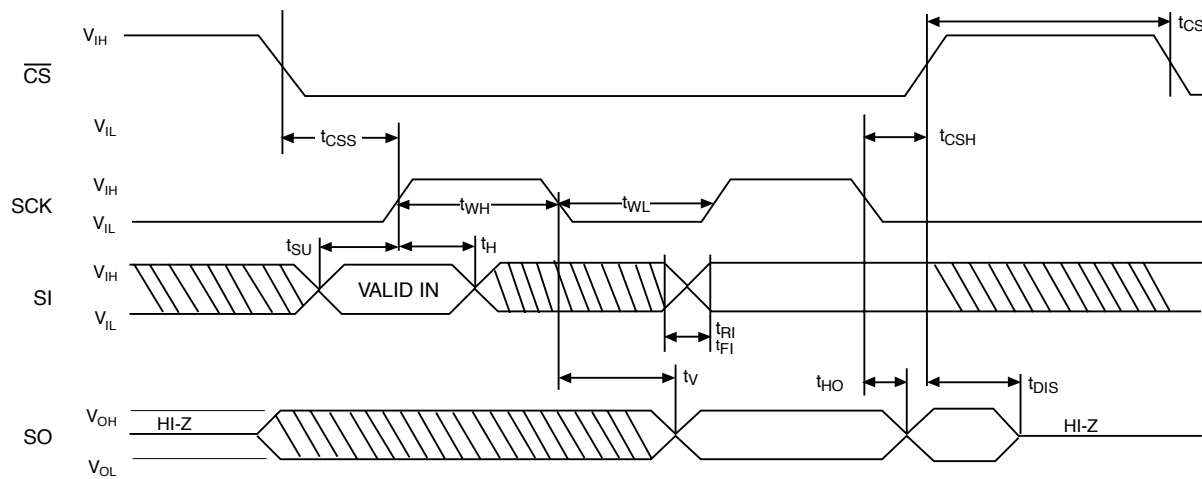 VIH
tCS
CS
VIL
tCSS
tCSH
VIH
SCK
tWH
tWL
VIL
tSU
tH
VIH
SI
VALID IN
VIL
tRI
tFI
tV
tHO
tDIS
VOH
HI-Z
HI-Z
SO
VOL